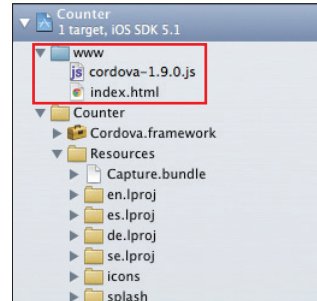 Counter
1 target, iOS SDK 5.1
www
js cordova-1.9.0.js
index.html
Counter
Cordova.framework
Resources
Capture.bundle
en.lproj
es.lproj
de.lproj
se.lproj
icons
splash